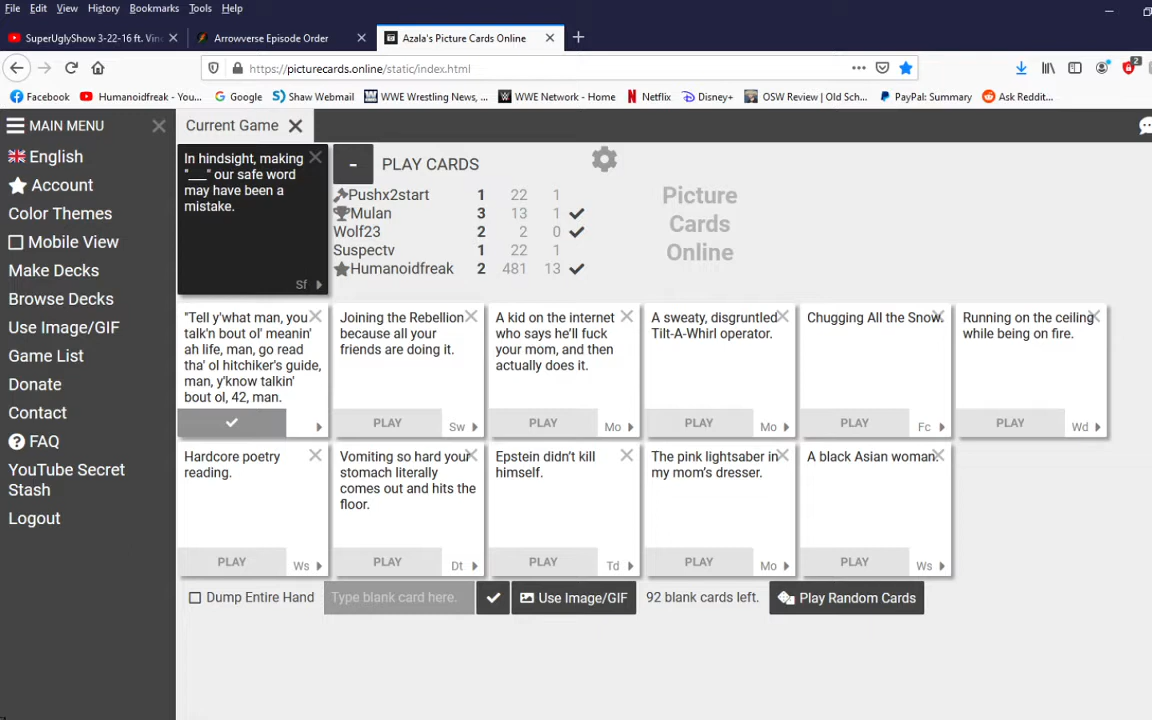 File Edit View History Bookmarks Tools Help
SuperUglyShow 3-22-16 ft. Vinc
Arrowverse Episode Order
Azala's Picture Cards Online
https://picturecards.online/static/index.html
2
Facebook
Humanoidfreak - You...
Google
Shaw Webmail
WWE Wrestling News, ...
WWE Network - Home
Netflix
Disney+
OSW Review | Old Sch...
PayPal: Summary
Ask Reddit...
MAIN MENU
English
Account
Color Themes
Mobile View
Make Decks
Browse Decks
Use Image/GIF
Game List
Donate
Contact
FAQ
YouTube Secret
Stash
Logout
Current Game
In hindsight, making
"___" our safe word
may have been a
mistake.
Sf
- PLAY CARDS
Pushx2start 1 22 1
Mulan 3 13 1
Wolf23 2 2 0
Suspectv 1 22 1
Humanoidfreak 2 481 13
Picture
Cards
Online
"Tell y'what man, you
talk'n bout ol' meanin'
ah life, man, go read
tha' ol hitchiker's guide,
man, y'know talkin'
bout ol, 42, man.
Joining the Rebellion
because all your
friends are doing it.
PLAY
Sw
A kid on the internet
who says he'll fuck
your mom, and then
actually does it.
PLAY
Mo
A sweaty, disgruntled
Tilt-A-Whirl operator.
PLAY
Mo
Chugging All the Snow.
PLAY
Fc
Running on the ceiling
while being on fire.
PLAY
Wd
Hardcore poetry
reading.
PLAY
Ws
Vomiting so hard your
stomach literally
comes out and hits the
floor.
PLAY
Dt
Epstein didn't kill
himself.
PLAY
Td
The pink lightsaber in
my mom's dresser.
PLAY
Mo
A black Asian woman.
PLAY
Ws
Dump Entire Hand
Type blank card here.
Use Image/GIF
92 blank cards left.
Play Random Cards